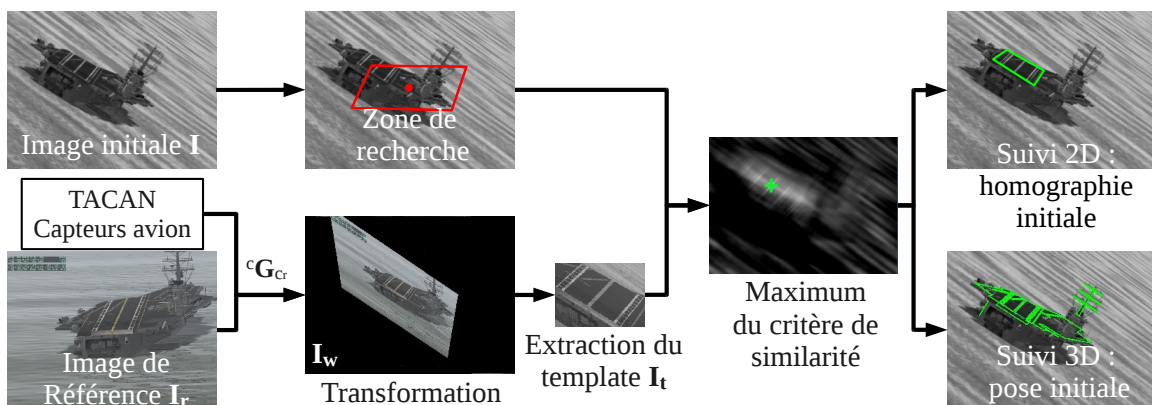 Image initiale I
Zone de
recherche
TACAN
Capteurs avion
Image de
Référence Ir
cGcr
Iw
Transformation
Extraction du
template It
Maximum
du critère de
similarité
Suivi 2D :
homographie
initiale
Suivi 3D :
pose initiale